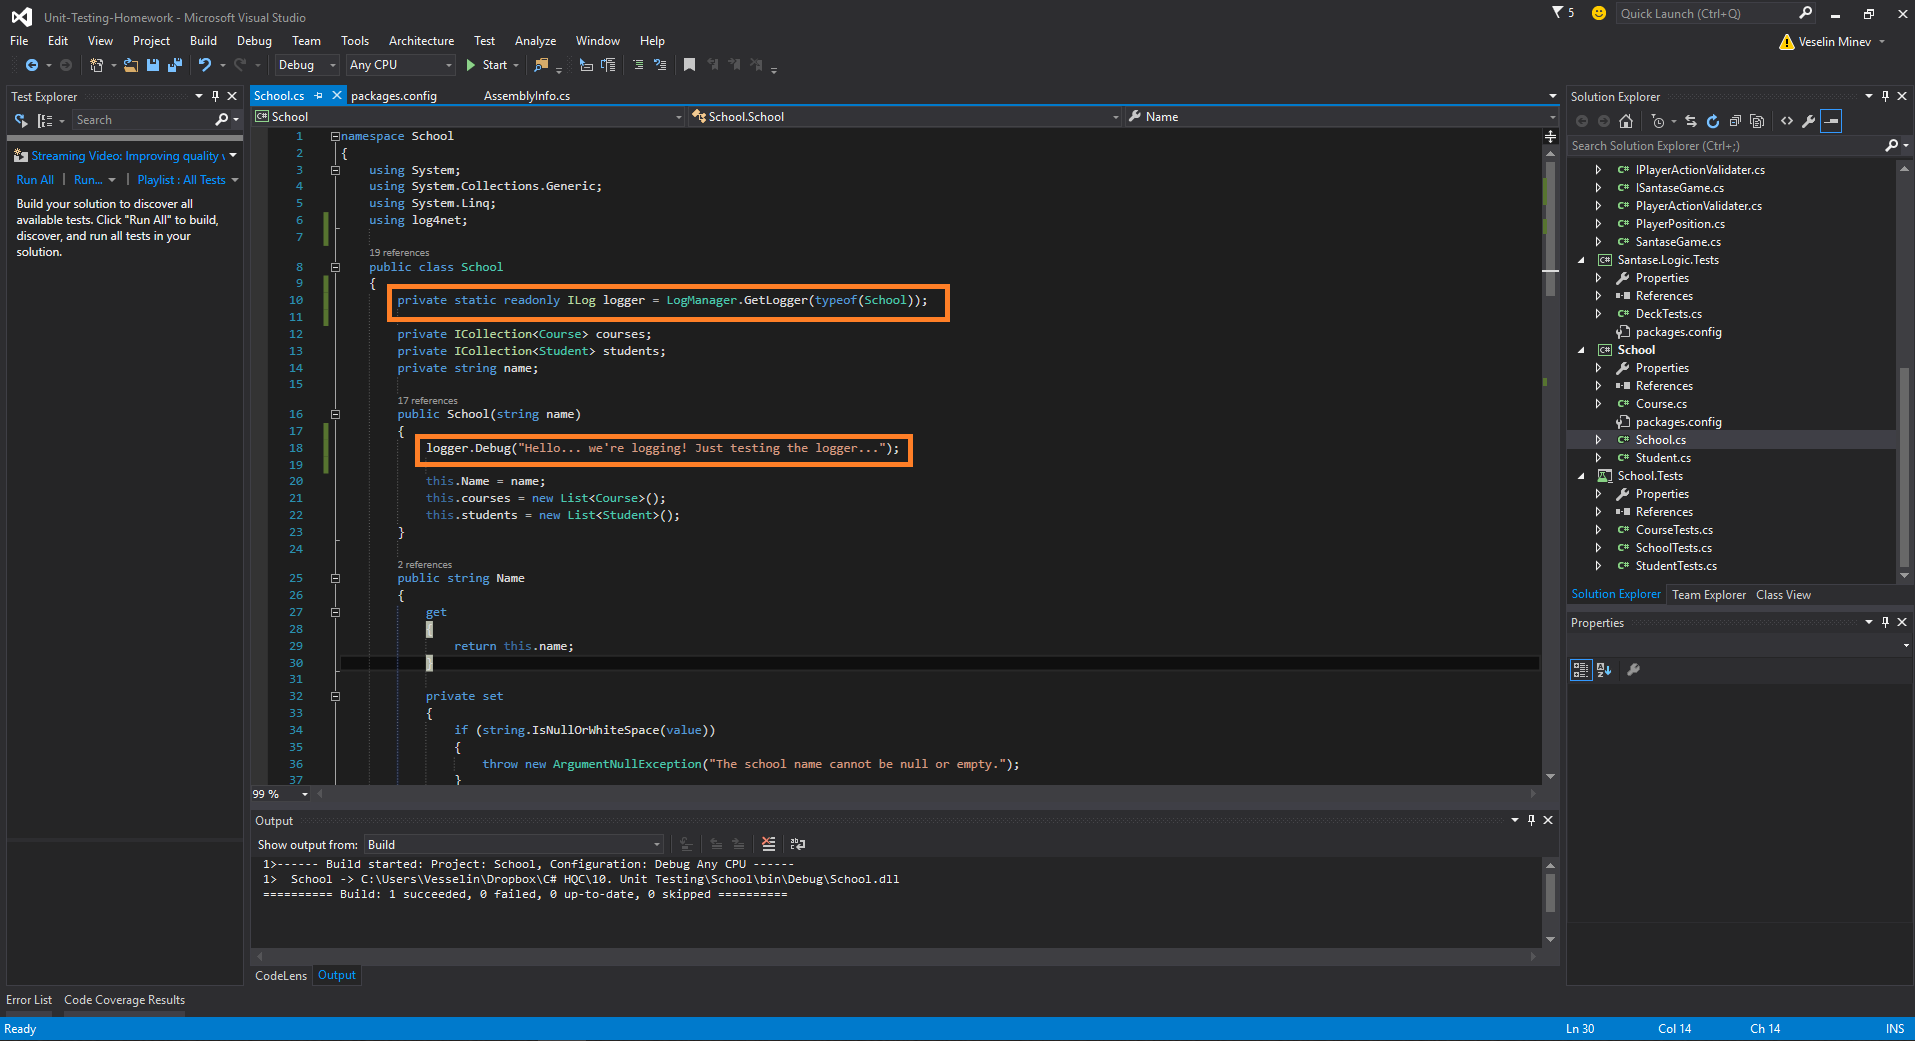 Unit-Testing-Homework - Microsoft Visual Studio
5
Quick Launch (Ctrl+Q)
File Edit View Project Build Debug Team Tools Architecture Test Analyze Window Help
Veselin Minev
Debug Any CPU Start
Test Explorer
Search
Streaming Video: Improving quality
Run All | Run... | Playlist : All Tests
Build your solution to discover all
available tests. Click "Run All" to build,
discover, and run all tests in your
solution.
School.cs packages.config AssemblyInfo.cs
School School.School Name
1 namespace School
2 {
3 using System;
4 using System.Collections.Generic;
5 using System.Linq;
6 using log4net;
7
19 references
8 public class School
9 {
10 private static readonly ILog logger = LogManager.GetLogger(typeof(School));
11
12 private ICollection<Course> courses;
13 private ICollection<Student> students;
14 private string name;
15
17 references
16 public School(string name)
17 {
18 logger.Debug("Hello... we're logging! Just testing the logger...");
19
20 this.Name = name;
21 this.courses = new List<Course>();
22 this.students = new List<Student>();
23 }
24
2 references
25 public string Name
26 {
27 get
28 {
29 return this.name;
30 }
31
32 private set
33 {
34 if (string.IsNullOrWhiteSpace(value))
35 {
36 throw new ArgumentNullException("The school name cannot be null or empty.");
37 }
99 %
Output
Show output from: Build
1>------ Build started: Project: School, Configuration: Debug Any CPU ------
1> School -> C:\Users\Vesselin\Dropbox\C# HQC\10. Unit Testing\School\bin\Debug\School.dll
========== Build: 1 succeeded, 0 failed, 0 up-to-date, 0 skipped ==========
CodeLens Output
Solution Explorer
Search Solution Explorer (Ctrl+;)
C# IPlayerActionValidater.cs
C# ISantaseGame.cs
C# PlayerActionValidater.cs
C# PlayerPosition.cs
C# SantaseGame.cs
C# Santase.Logic.Tests
Properties
References
C# DeckTests.cs
packages.config
C# School
Properties
References
C# Course.cs
packages.config
C# School.cs
C# Student.cs
School.Tests
Properties
References
C# CourseTests.cs
C# SchoolTests.cs
C# StudentTests.cs
Solution Explorer Team Explorer Class View
Properties
Error List Code Coverage Results
Ready Ln 30 Col 14 Ch 14 INS